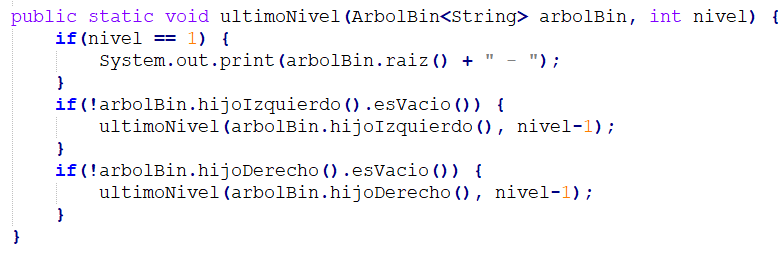 public static void ultimoNivel(ArbolBin<String> arbolBin, int nivel) {
    if(nivel == 1) {
        System.out.print(arbolBin.raiz() + " - ");
    }
    if(!arbolBin.hijoIzquierdo().esVacio()) {
        ultimoNivel(arbolBin.hijoIzquierdo(), nivel-1);
    }
    if(!arbolBin.hijoDerecho().esVacio()) {
        ultimoNivel(arbolBin.hijoDerecho(), nivel-1);
    }
}